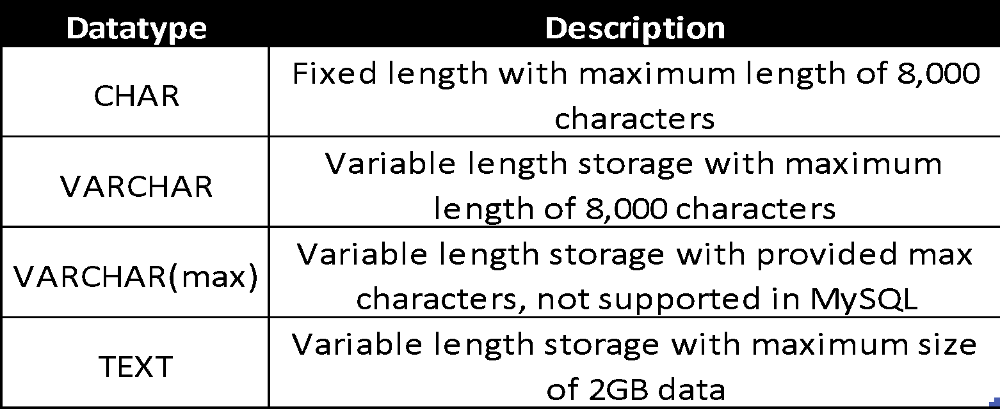 Datatype Description
CHAR Fixed length with maximum length of 8,000
characters
VARCHAR Variable length storage with maximum
length of 8,000 characters
VARCHAR(max) Variable length storage with provided max
characters, not supported in MySQL
TEXT Variable length storage with maximum size
of 2GB data